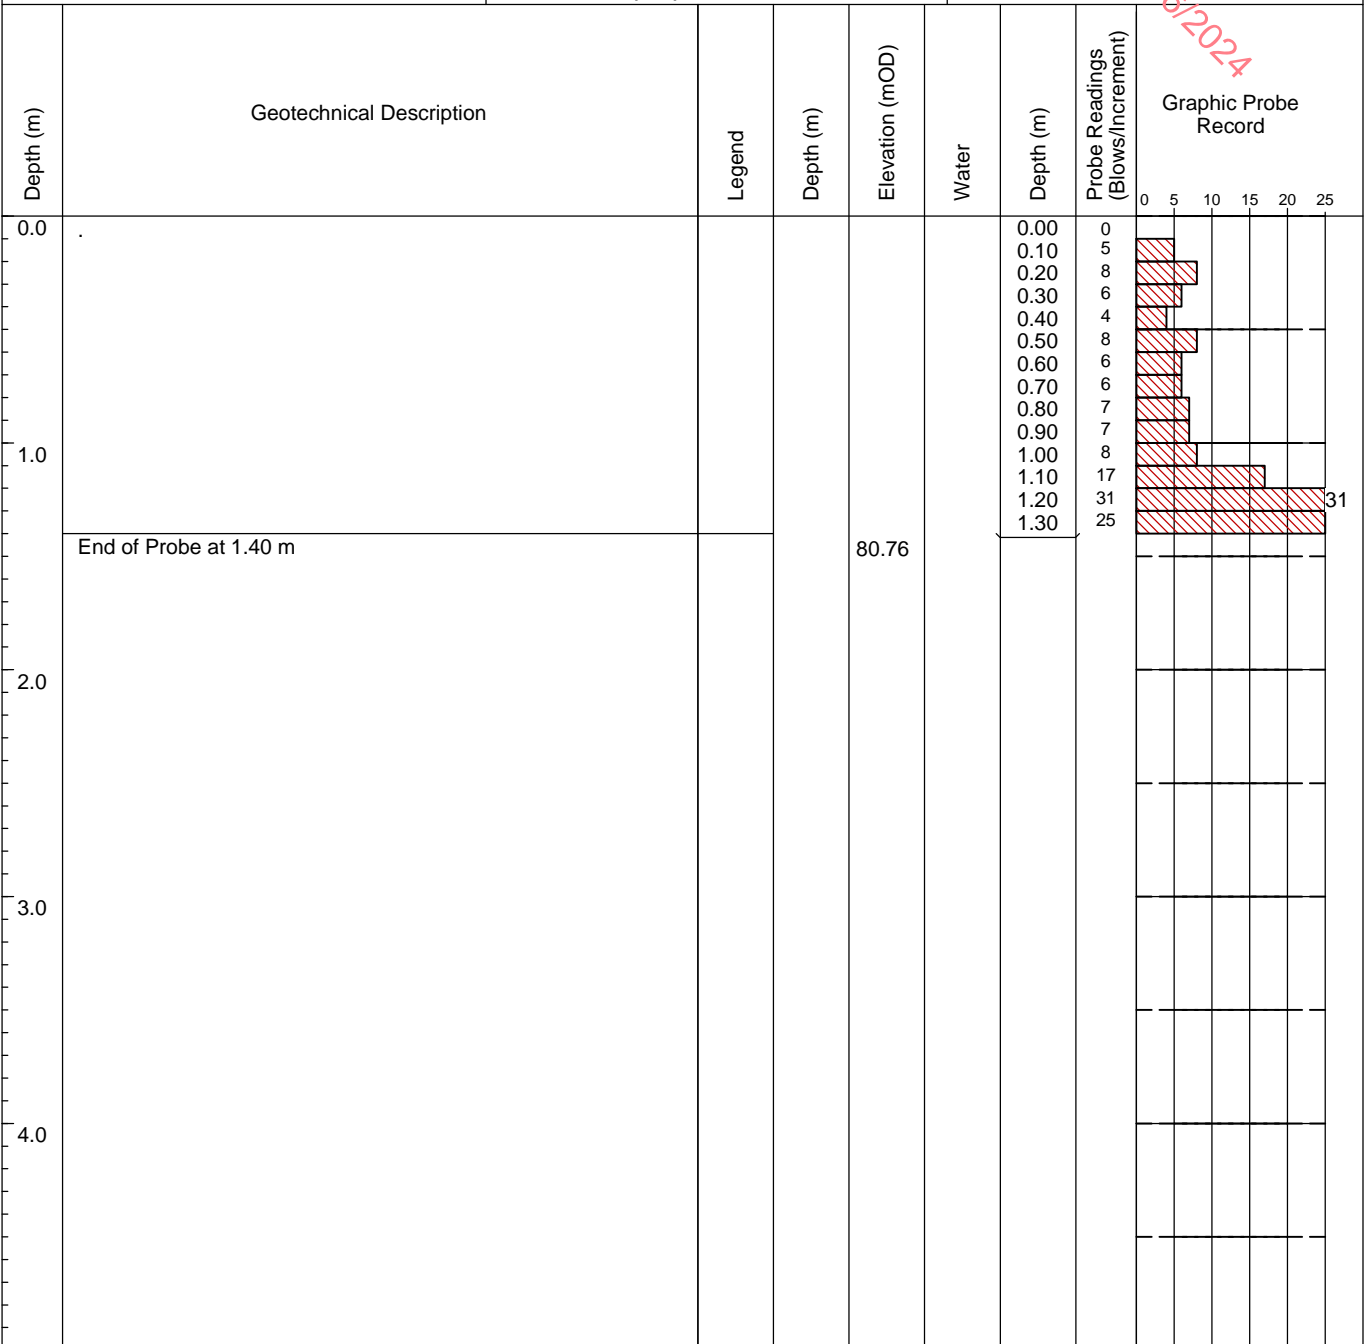 /2024
Depth (m)
Geotechnical Description
Legend
Depth (m)
Elevation (mOD)
Water
Depth (m)
Probe Readings
(Blows/Increment)
Graphic Probe
Record
0 5 10 15 20 25
0.0 . 0.00 0
0.10 5
0.20 8
0.30 6
0.40 4
0.50 8
0.60 6
0.70 6
0.80 7
0.90 7
1.0 1.00 8
1.10 17
1.20 31 31
1.30 25
End of Probe at 1.40 m 80.76
2.0
3.0
4.0